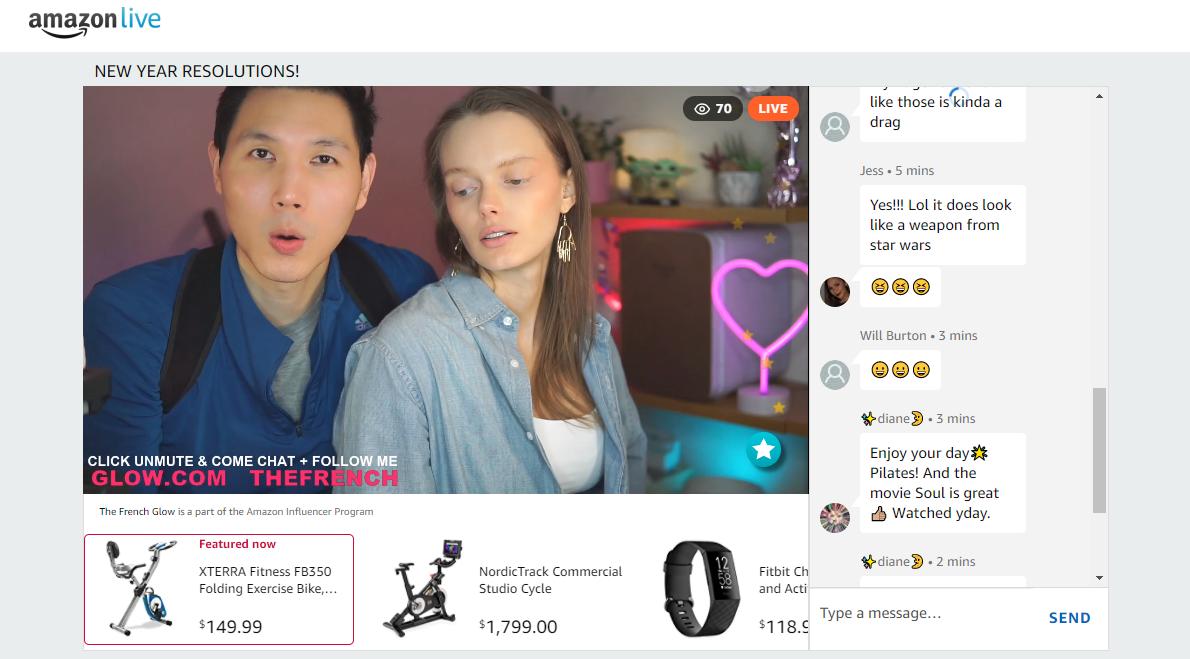 amazon live
NEW YEAR RESOLUTIONS!
70
LIVE
CLICK UNMUTE & COME CHAT + FOLLOW ME
GLOW.COM THEFRENCH
The French Glow is a part of the Amazon Influencer Program
Featured now
XTERRA Fitness FB350
Folding Exercise Bike,...
$149.99
NordicTrack Commercial
Studio Cycle
$1,799.00
12
58
Fitbit Ch
and Acti
$118.9
like those is kinda a
drag
Jess • 5 mins
Yes!!! Lol it does look
like a weapon from
star wars
😆😆😆
Will Burton • 3 mins
😀😀😀
✨diane🌛 • 3 mins
Enjoy your day🌟
Pilates! And the
movie Soul is great
👍🏽 Watched yday.
✨diane🌛 • 2 mins
Type a message...
SEND